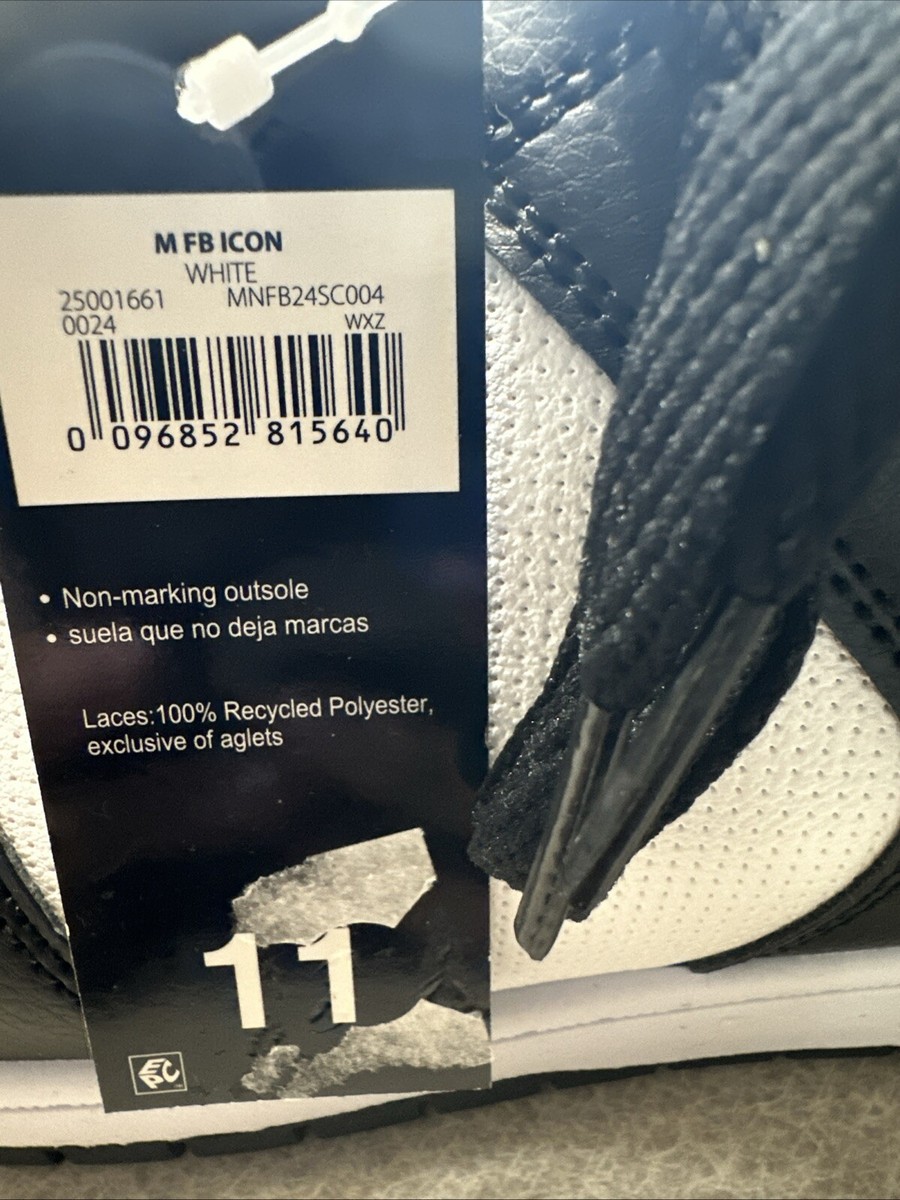 M FB ICON
WHITE
25001661 MNFB24SC004
0024 WXZ
0 096852 815640
• Non-marking outsole
• suela que no deja marcas
Laces:100% Recycled Polyester,
exclusive of aglets
11
EPC